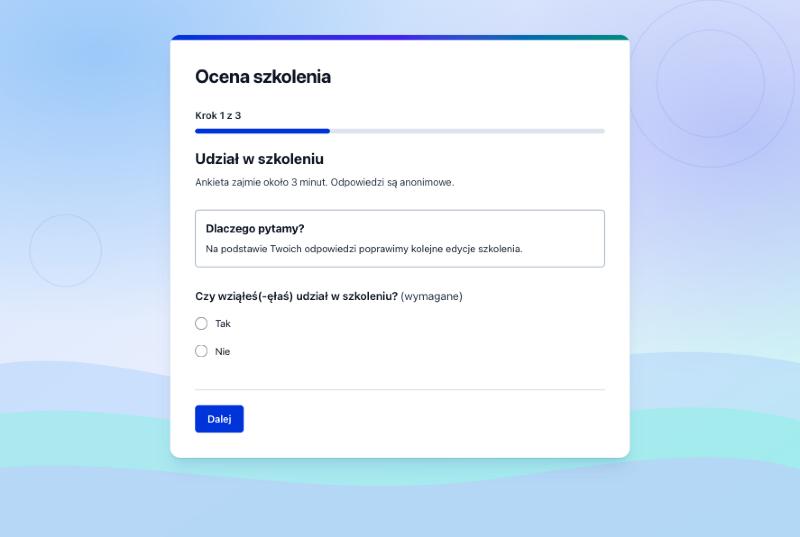 Ocena szkolenia
Krok 1 z 3
Udział w szkoleniu
Ankieta zajmie około 3 minut. Odpowiedzi są anonimowe.
Dlaczego pytamy?
Na podstawie Twoich odpowiedzi poprawimy kolejne edycje szkolenia.
Czy wziąłeś(-ęłaś) udział w szkoleniu? (wymagane)
Tak
Nie
Dalej